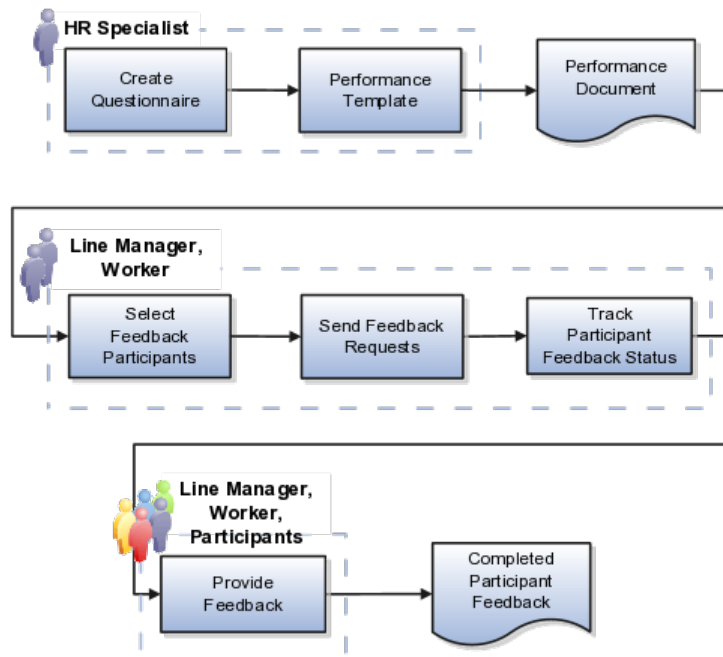 HR Specialist
Create
Questionnaire
Performance
Template
Performance
Document
Line Manager,
Worker
Select
Feedback
Participants
Send Feedback
Requests
Track
Participant
Feedback Status
Line Manager,
Worker,
Participants
Provide
Feedback
Completed
Participant
Feedback